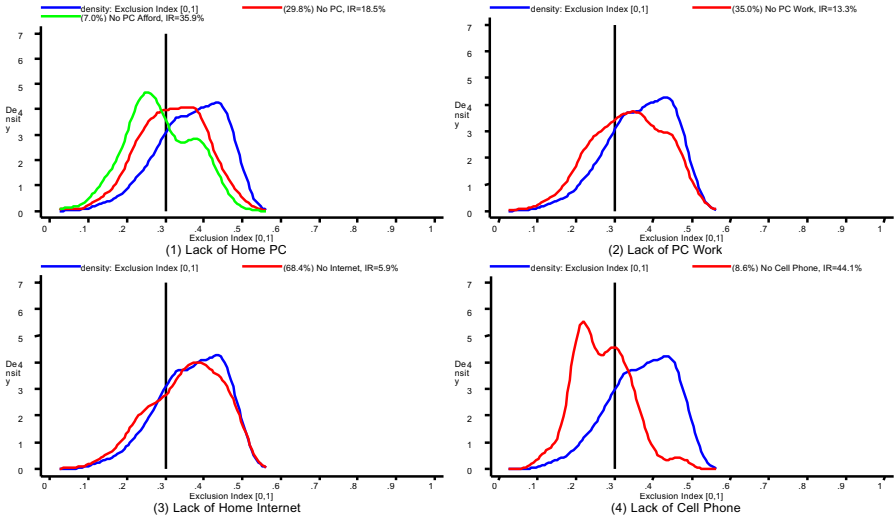 density: Exclusion Index [0,1] (29.8%) No PC, IR=18.5%
(7.0%) No PC Afford, IR=35.9%
7
6
5
De 4
nsit
y
3
2
1
0
0 .1 .2 .3 .4 .5 .6 .7 .8 .9 1
Exclusion Index [0,1]
(1) Lack of Home PC
density: Exclusion Index [0,1] (35.0%) No PC Work, IR=13.3%
7
6
5
De 4
nsit
y
3
2
1
0
0 .1 .2 .3 .4 .5 .6 .7 .8 .9 1
Exclusion Index [0,1]
(2) Lack of PC Work
density: Exclusion Index [0,1] (68.4%) No Internet, IR=5.9%
7
6
5
De 4
nsit
y
3
2
1
0
0 .1 .2 .3 .4 .5 .6 .7 .8 .9 1
Exclusion Index [0,1]
(3) Lack of Home Internet
density: Exclusion Index [0,1] (8.6%) No Cell Phone, IR=44.1%
7
6
5
De 4
nsit
y
3
2
1
0
0 .1 .2 .3 .4 .5 .6 .7 .8 .9 1
Exclusion Index [0,1]
(4) Lack of Cell Phone